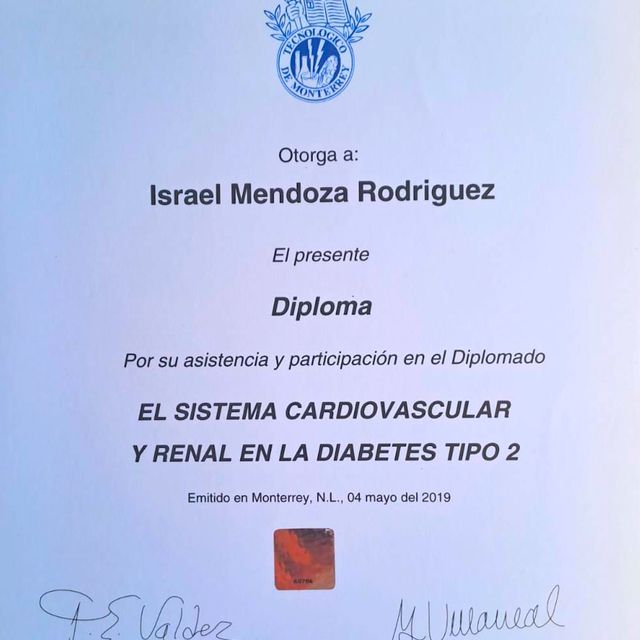 TECNOLOGICO
DE MONTERREY
Otorga a:
Israel Mendoza Rodriguez
El presente
Diploma
Por su asistencia y participación en el Diplomado
EL SISTEMA CARDIOVASCULAR
Y RENAL EN LA DIABETES TIPO 2
Emitido en Monterrey, N.L., 04 mayo del 2019